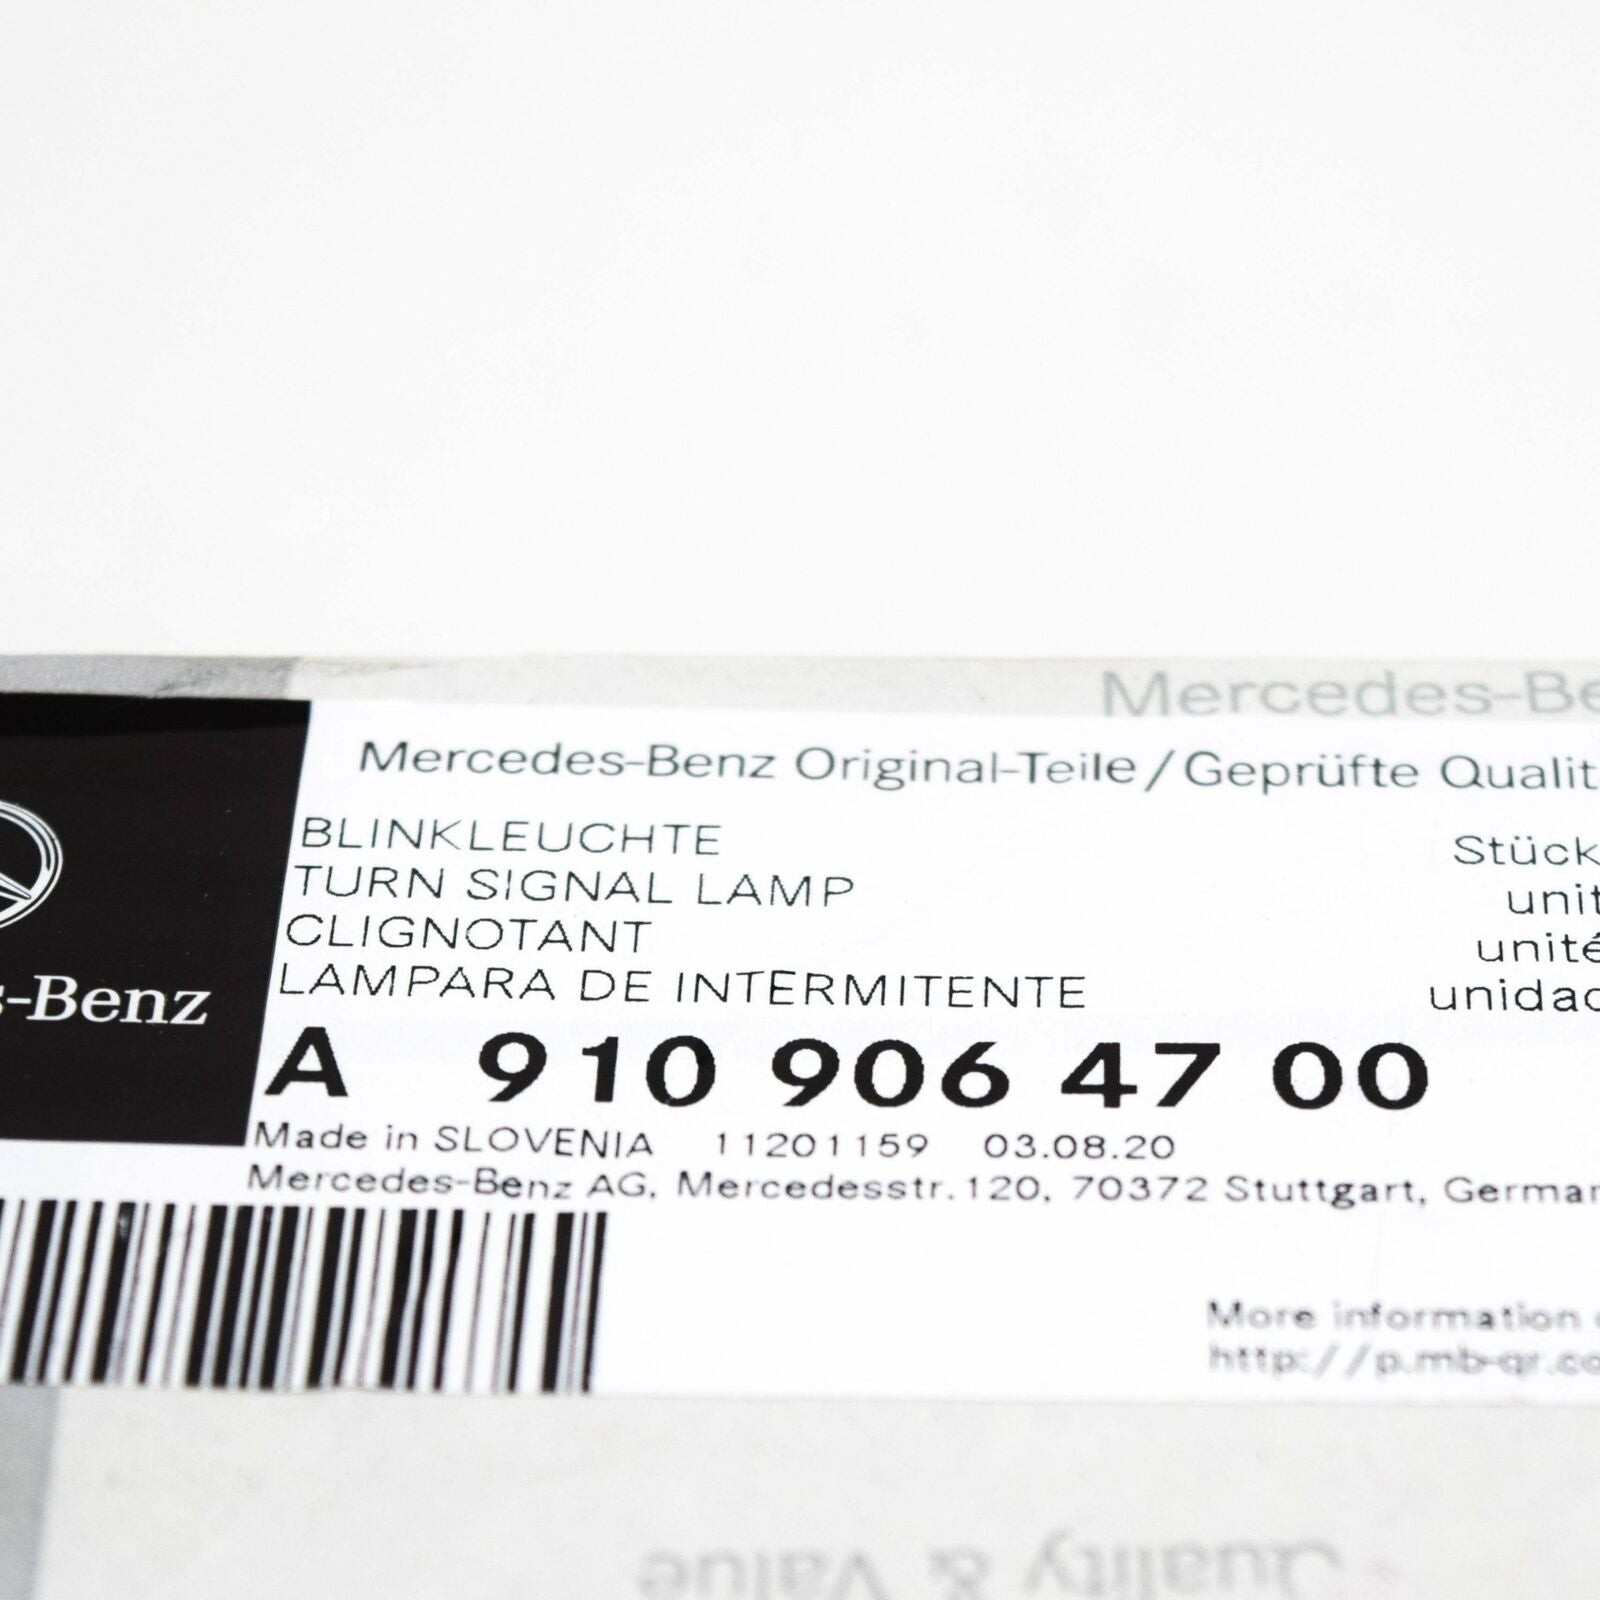 Mercedes-Be
Mercedes-Benz Original-Teile/Geprüfte Qualit
BLINKLEUCHTE Stück
TURN SIGNAL LAMP unit
CLIGNOTANT unité
LAMPARA DE INTERMITENTE unidad
s-Benz
A 910 906 47 00
Made in SLOVENIA 11201159 03.08.20
Mercedes-Benz AG, Mercedesstr.120, 70372 Stuttgart, German
More information
http://p.mb-qr.co
Quality & Value